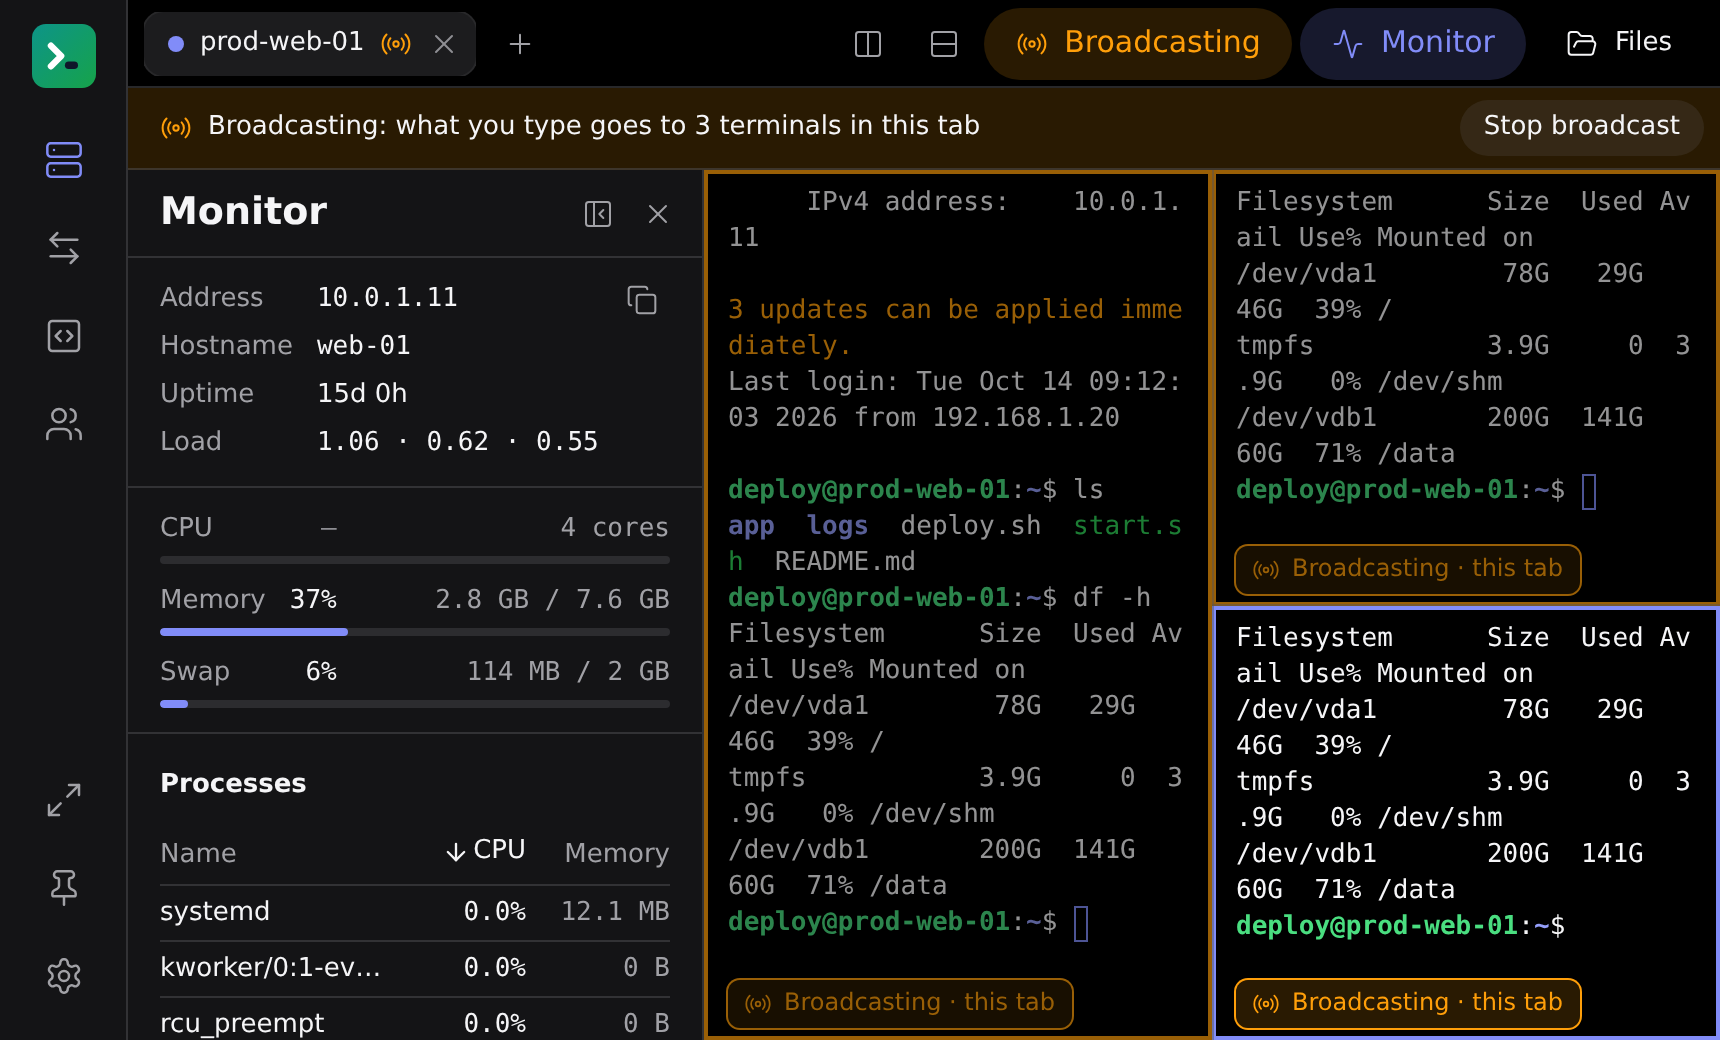 prod-web-01
Broadcasting
Monitor
Files
Broadcasting: what you type goes to 3 terminals in this tab
Stop broadcast
Monitor
Address 10.0.1.11
Hostname web-01
Uptime 15d 0h
Load 1.06 · 0.62 · 0.55
CPU — 4 cores
Memory 37% 2.8 GB / 7.6 GB
Swap 6% 114 MB / 2 GB
Processes
Name ↓ CPU Memory
systemd 0.0% 12.1 MB
kworker/0:1-ev... 0.0% 0 B
rcu_preempt 0.0% 0 B
IPv4 address: 10.0.1.
11
3 updates can be applied imme
diately.
Last login: Tue Oct 14 09:12:
03 2026 from 192.168.1.20
deploy@prod-web-01:~$ ls
app logs deploy.sh start.s
h README.md
deploy@prod-web-01:~$ df -h
Filesystem Size Used Av
ail Use% Mounted on
/dev/vda1 78G 29G
46G 39% /
tmpfs 3.9G 0 3
.9G 0% /dev/shm
/dev/vdb1 200G 141G
60G 71% /data
deploy@prod-web-01:~$
Broadcasting · this tab
Filesystem Size Used Av
ail Use% Mounted on
/dev/vda1 78G 29G
46G 39% /
tmpfs 3.9G 0 3
.9G 0% /dev/shm
/dev/vdb1 200G 141G
60G 71% /data
deploy@prod-web-01:~$
Broadcasting · this tab
Filesystem Size Used Av
ail Use% Mounted on
/dev/vda1 78G 29G
46G 39% /
tmpfs 3.9G 0 3
.9G 0% /dev/shm
/dev/vdb1 200G 141G
60G 71% /data
deploy@prod-web-01:~$
Broadcasting · this tab